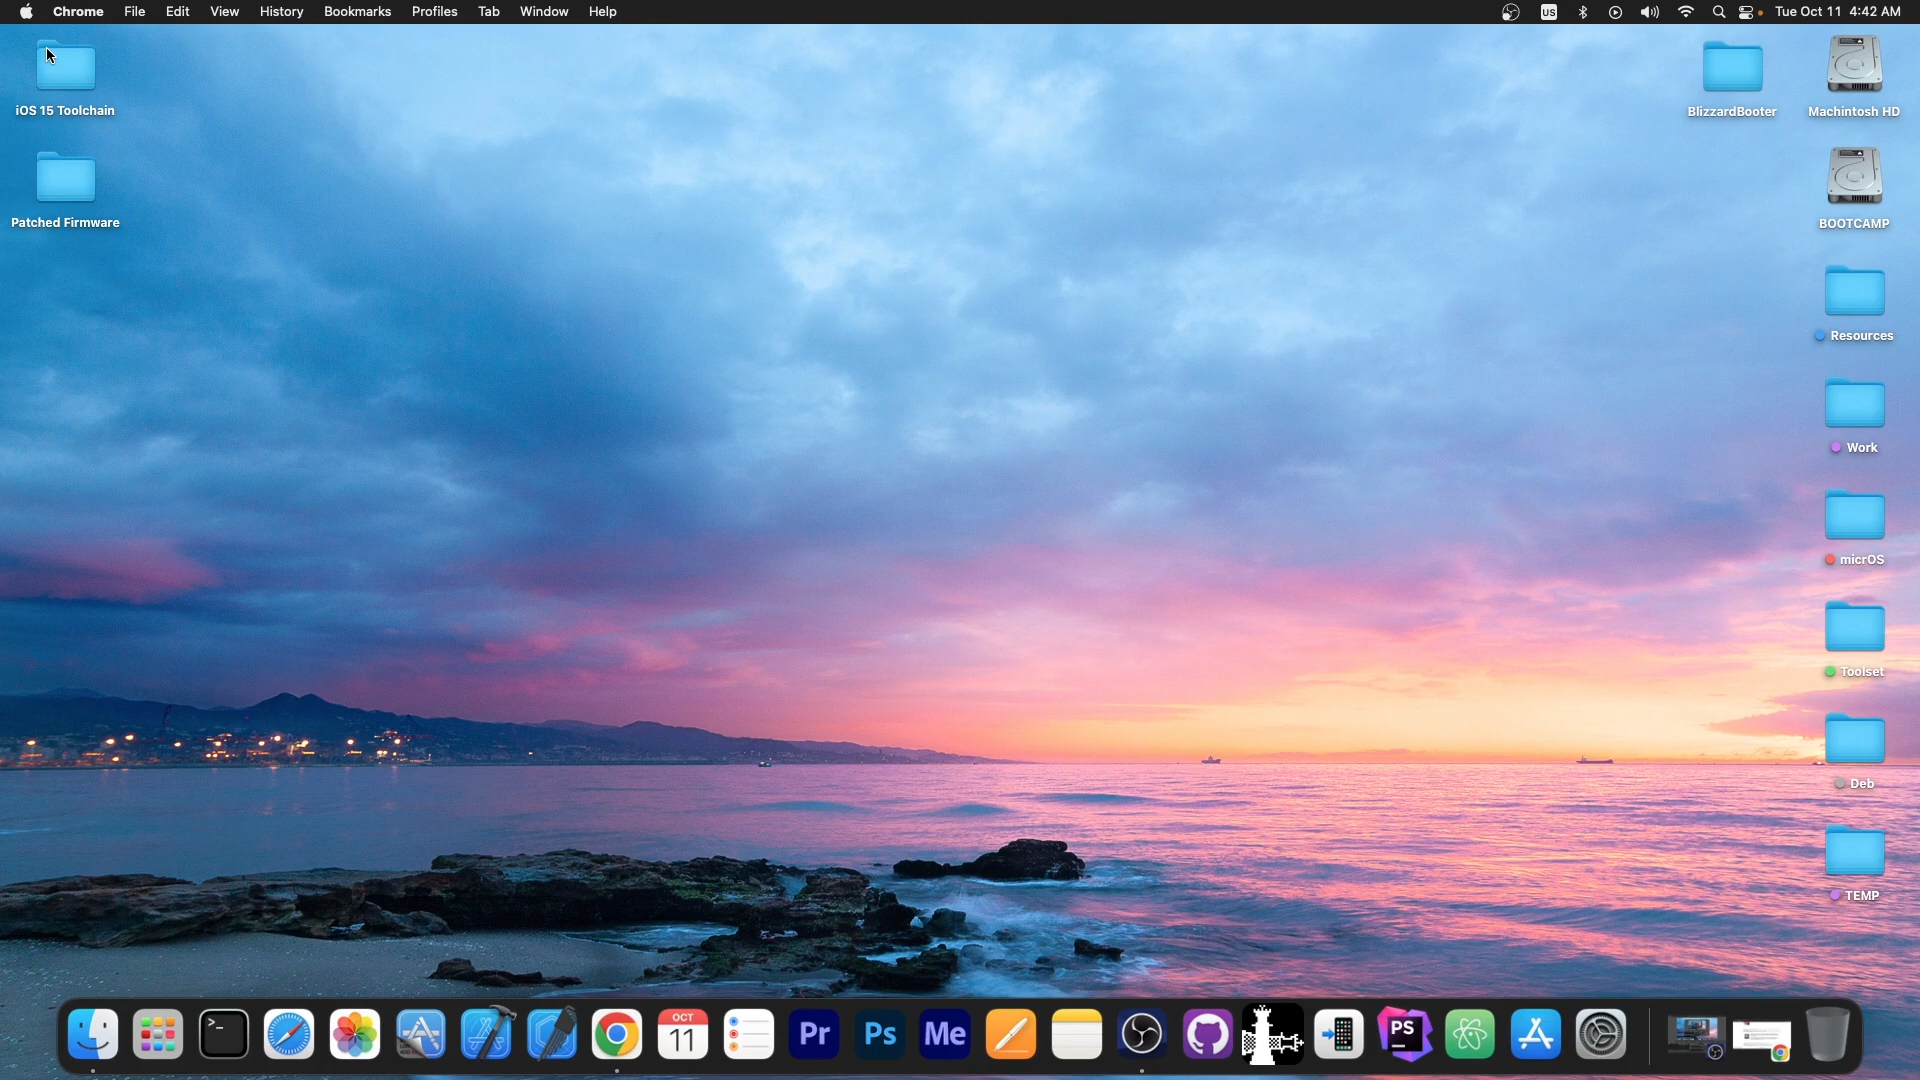 Chrome File Edit View History Bookmarks Profiles Tab Window Help US Tue Oct 11 4:42 AM
iOS 15 Toolchain
BlizzardBooter
Machintosh HD
Patched Firmware
BOOTCAMP
Resources
Work
micrOS
Toolset
Deb
TEMP
>_
OCT
11
Pr
Ps
Me
PS